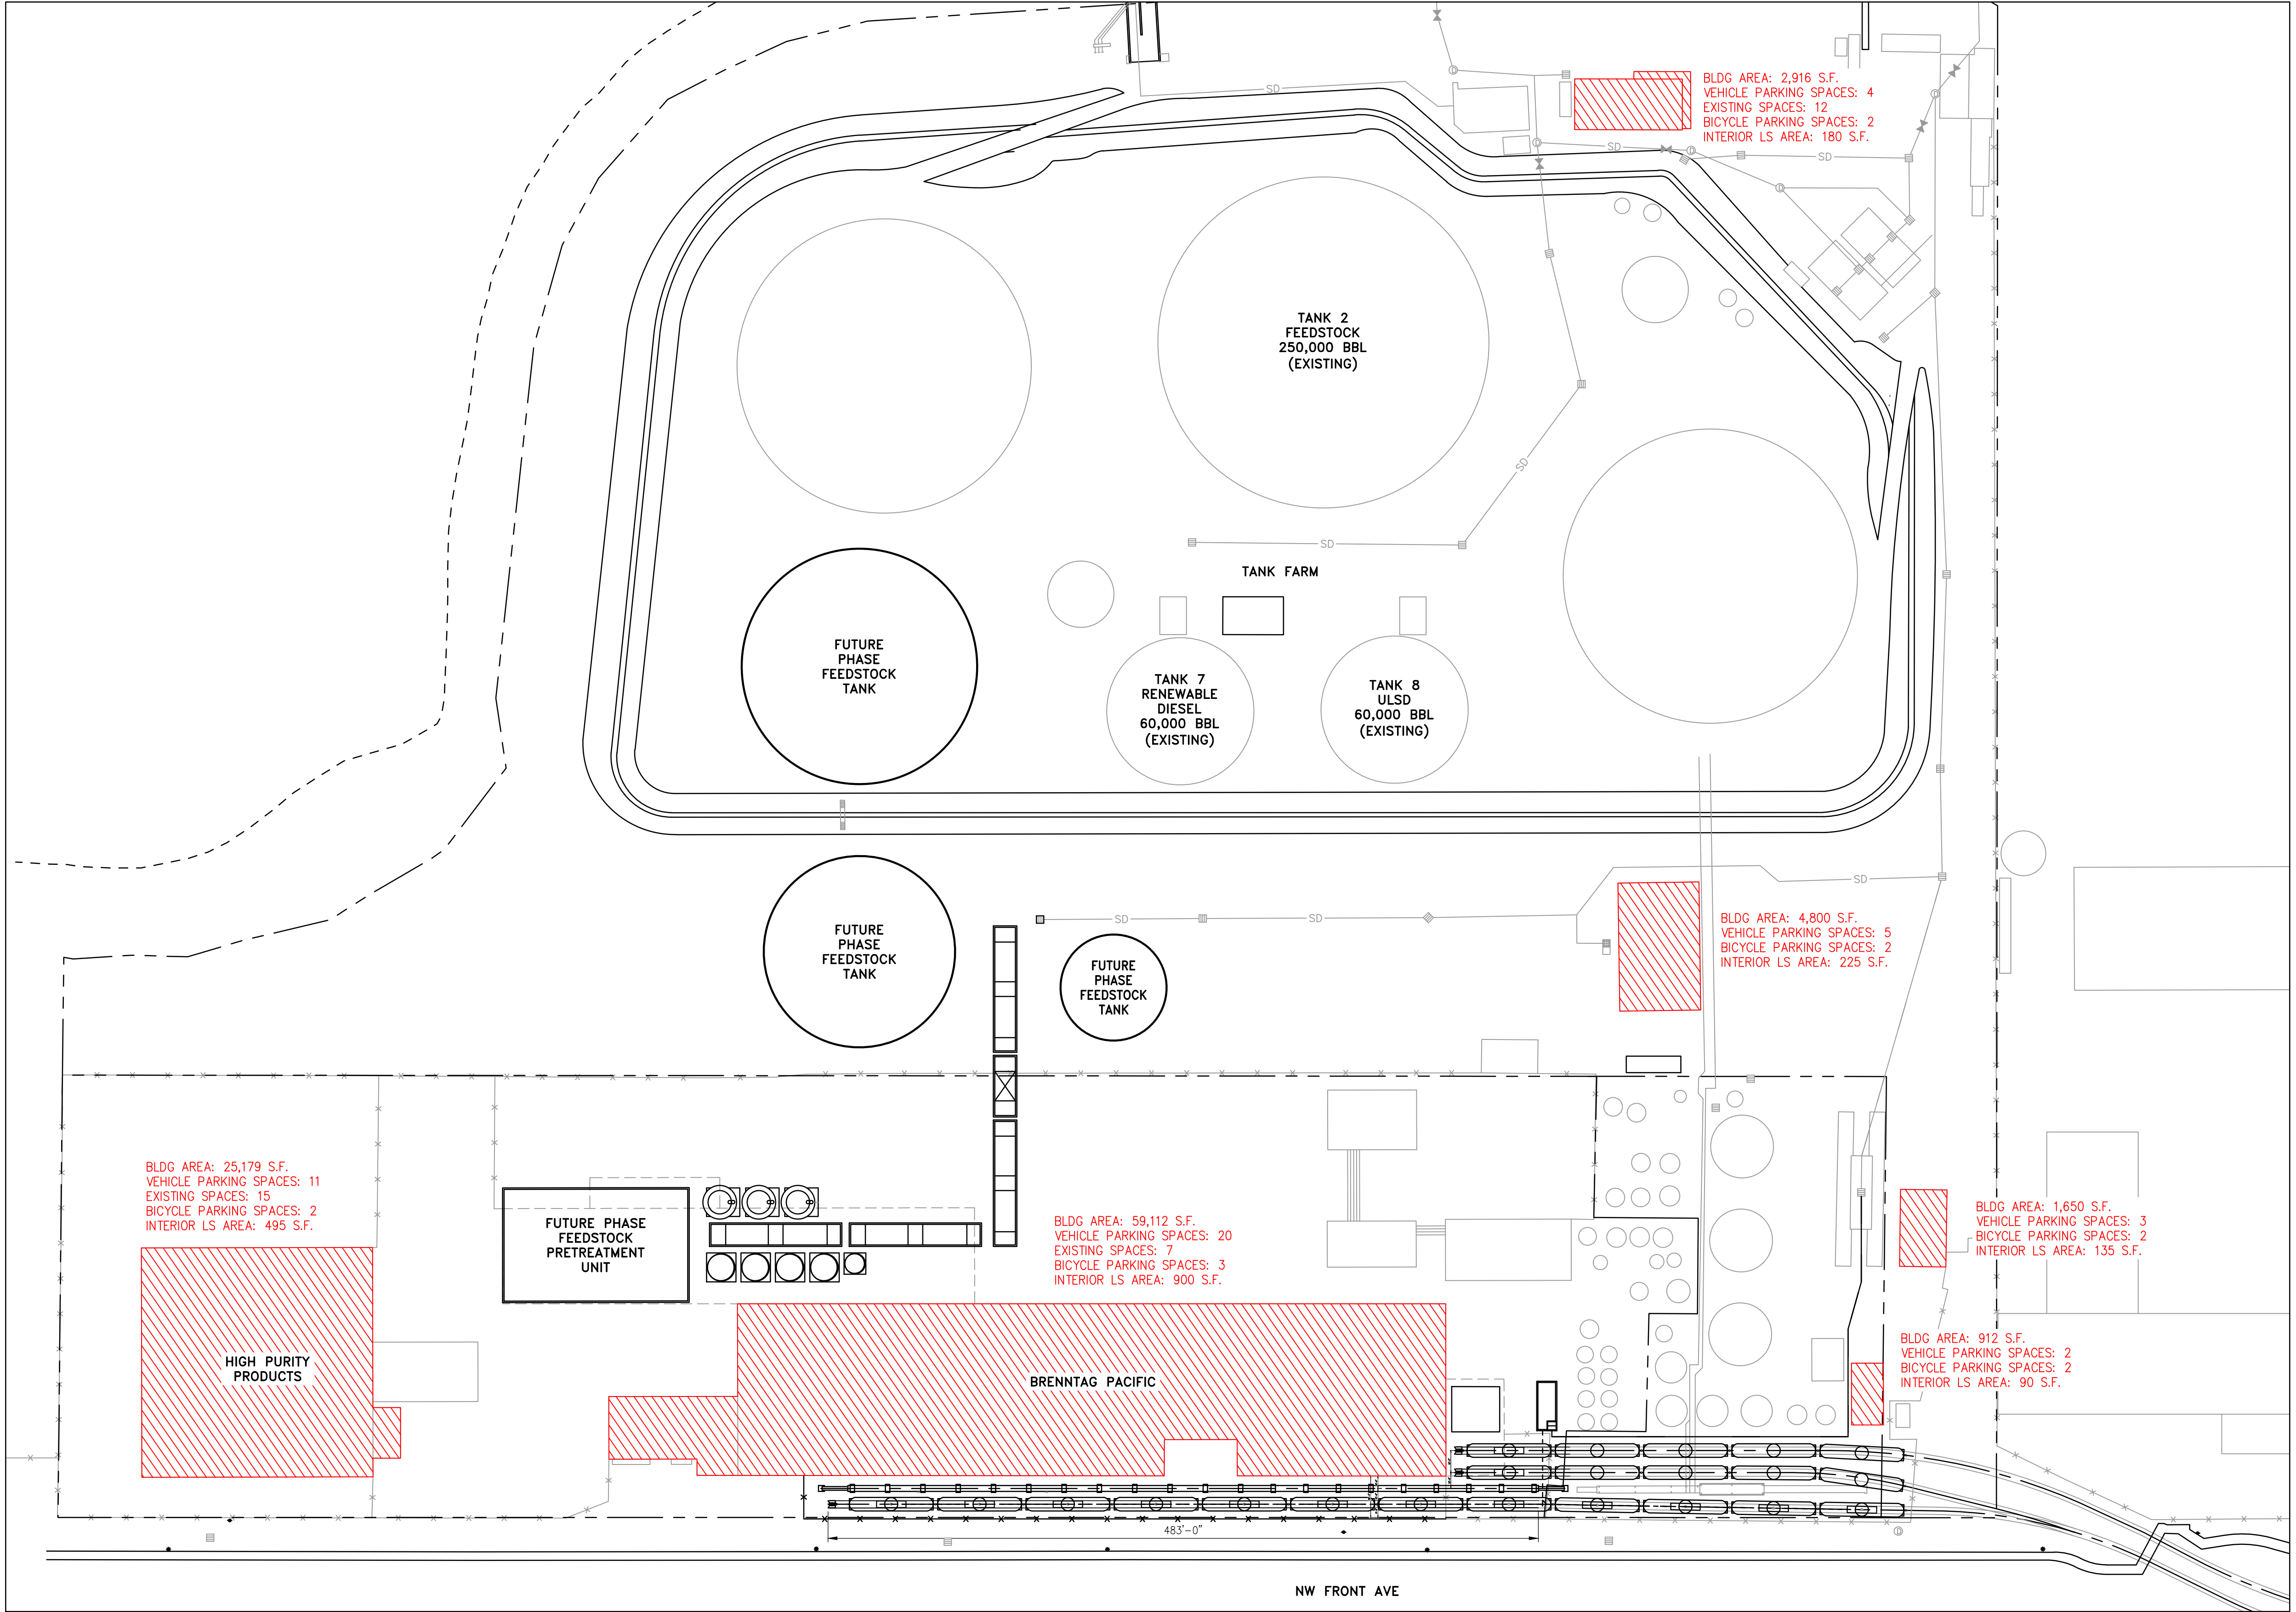 BLDG AREA: 2,916 S.F.
VEHICLE PARKING SPACES: 4
EXISTING SPACES: 12
BICYCLE PARKING SPACES: 2
INTERIOR LS AREA: 180 S.F.
SD
SD
SD
TANK 2
FEEDSTOCK
250,000 BBL
(EXISTING)
SD
SD
TANK FARM
FUTURE
PHASE
FEEDSTOCK
TANK
TANK 7
RENEWABLE
DIESEL
60,000 BBL
(EXISTING)
TANK 8
ULSD
60,000 BBL
(EXISTING)
SD
FUTURE
PHASE
FEEDSTOCK
TANK
SD
SD
FUTURE
PHASE
FEEDSTOCK
TANK
BLDG AREA: 4,800 S.F.
VEHICLE PARKING SPACES: 5
BICYCLE PARKING SPACES: 2
INTERIOR LS AREA: 225 S.F.
BLDG AREA: 25,179 S.F.
VEHICLE PARKING SPACES: 11
EXISTING SPACES: 15
BICYCLE PARKING SPACES: 2
INTERIOR LS AREA: 495 S.F.
FUTURE PHASE
FEEDSTOCK
PRETREATMENT
UNIT
BLDG AREA: 59,112 S.F.
VEHICLE PARKING SPACES: 20
EXISTING SPACES: 7
BICYCLE PARKING SPACES: 3
INTERIOR LS AREA: 900 S.F.
BLDG AREA: 1,650 S.F.
VEHICLE PARKING SPACES: 3
BICYCLE PARKING SPACES: 2
INTERIOR LS AREA: 135 S.F.
BLDG AREA: 912 S.F.
VEHICLE PARKING SPACES: 2
BICYCLE PARKING SPACES: 2
INTERIOR LS AREA: 90 S.F.
HIGH PURITY
PRODUCTS
BRENNTAG PACIFIC
483'-0"
NW FRONT AVE